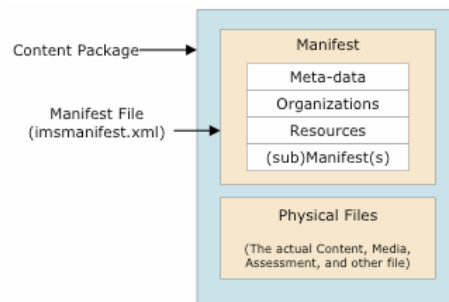 Content Package
Manifest File
(imsmanifest.xml)
Manifest
Meta-data
Organizations
Resources
(sub)Manifest(s)
Physical Files
(The actual Content, Media,
Assessment, and other file)